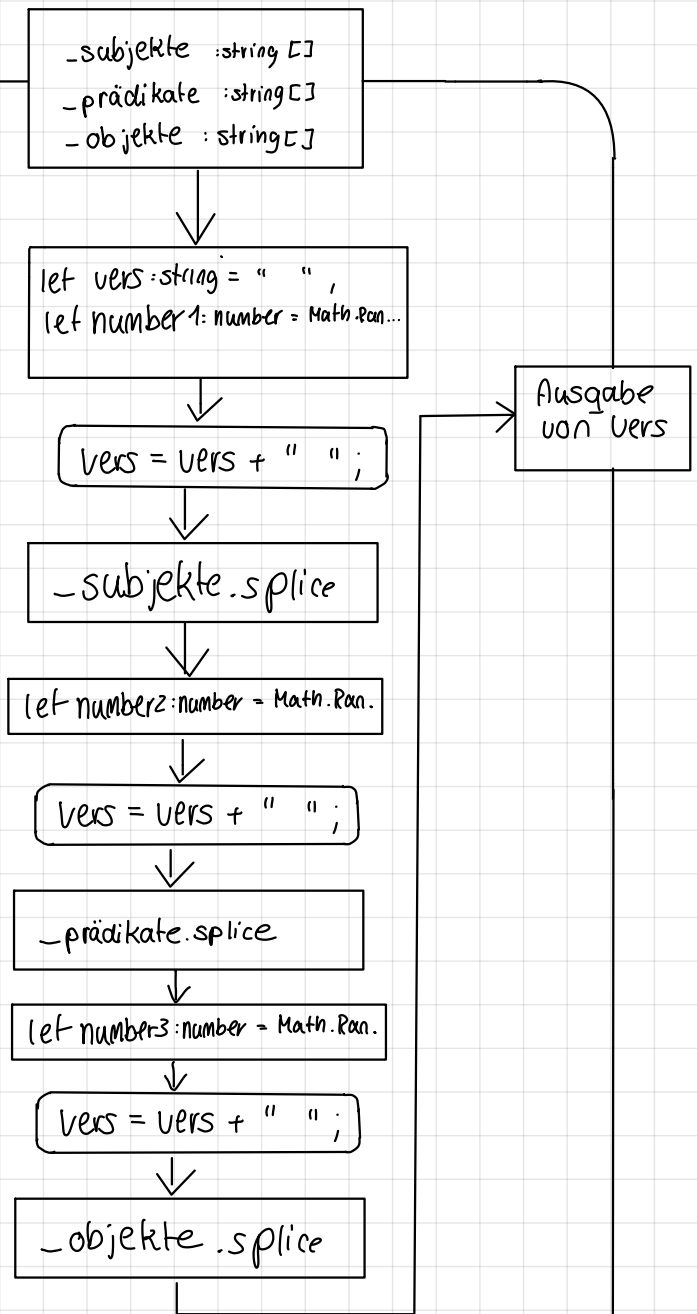 _subjekte :string []
_prädikate :string[]
_objekte : string[]
let vers:string = " ",
let number1: number = Math.Ran...
vers = vers + " ";
_subjekte.splice
let number2:number = Math.Ran.
vers = vers + " ";
_prädikate.splice
let number3:number = Math.Ran.
vers = vers + " ";
_objekte.splice
Ausgabe
von vers